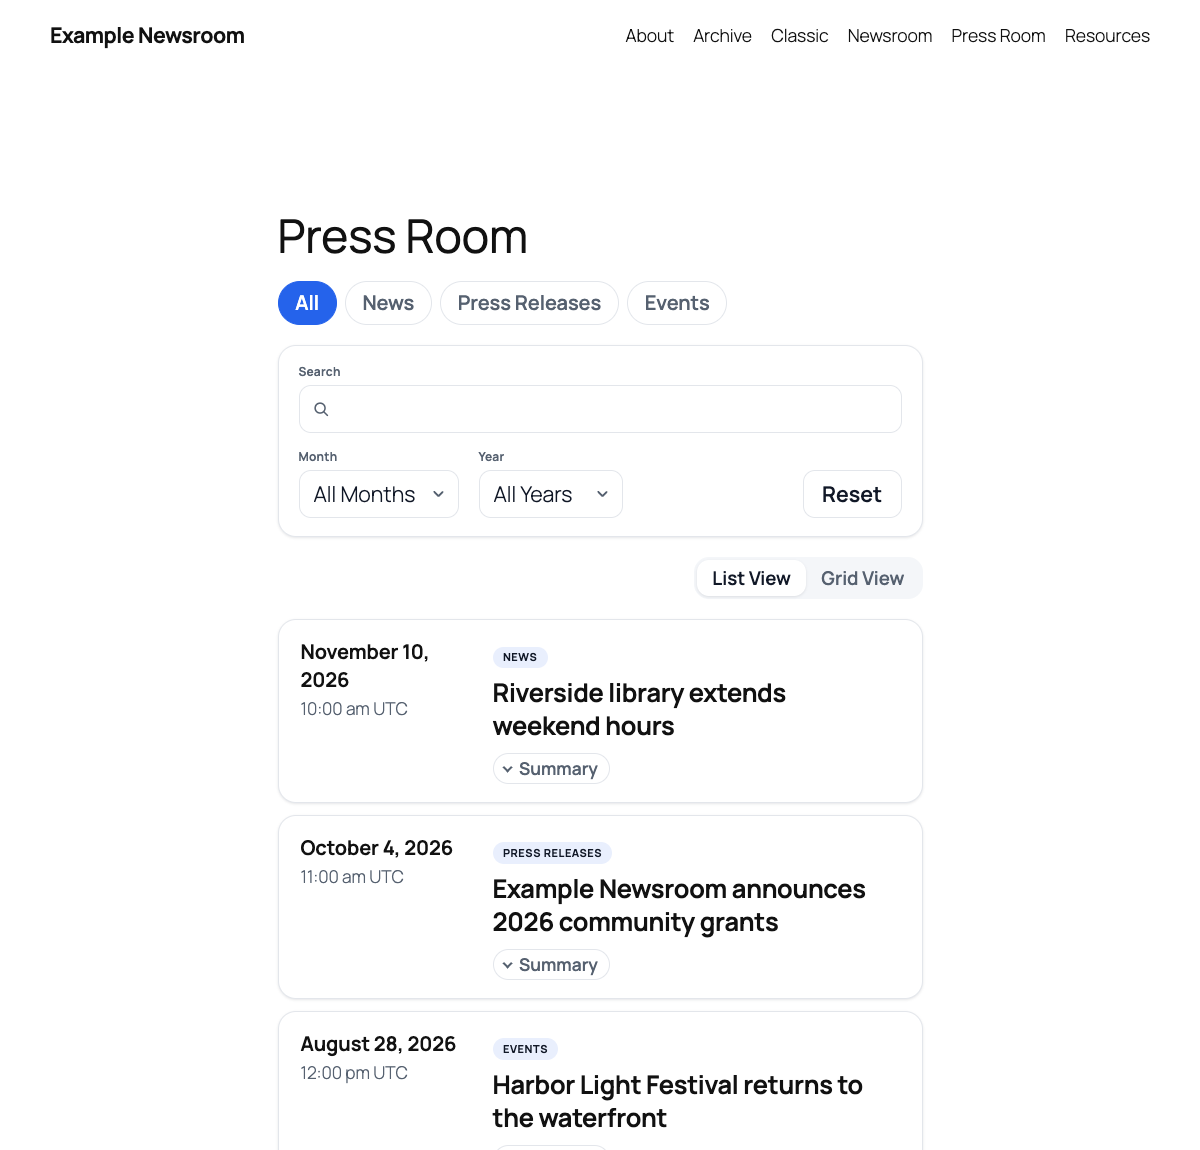 Example Newsroom
About Archive Classic Newsroom Press Room Resources
Press Room
All News Press Releases Events
Search
Month Year
All Months All Years Reset
List View Grid View
November 10,
2026
10:00 am UTC
NEWS
Riverside library extends
weekend hours
Summary
October 4, 2026
11:00 am UTC
PRESS RELEASES
Example Newsroom announces
2026 community grants
Summary
August 28, 2026
12:00 pm UTC
EVENTS
Harbor Light Festival returns to
the waterfront